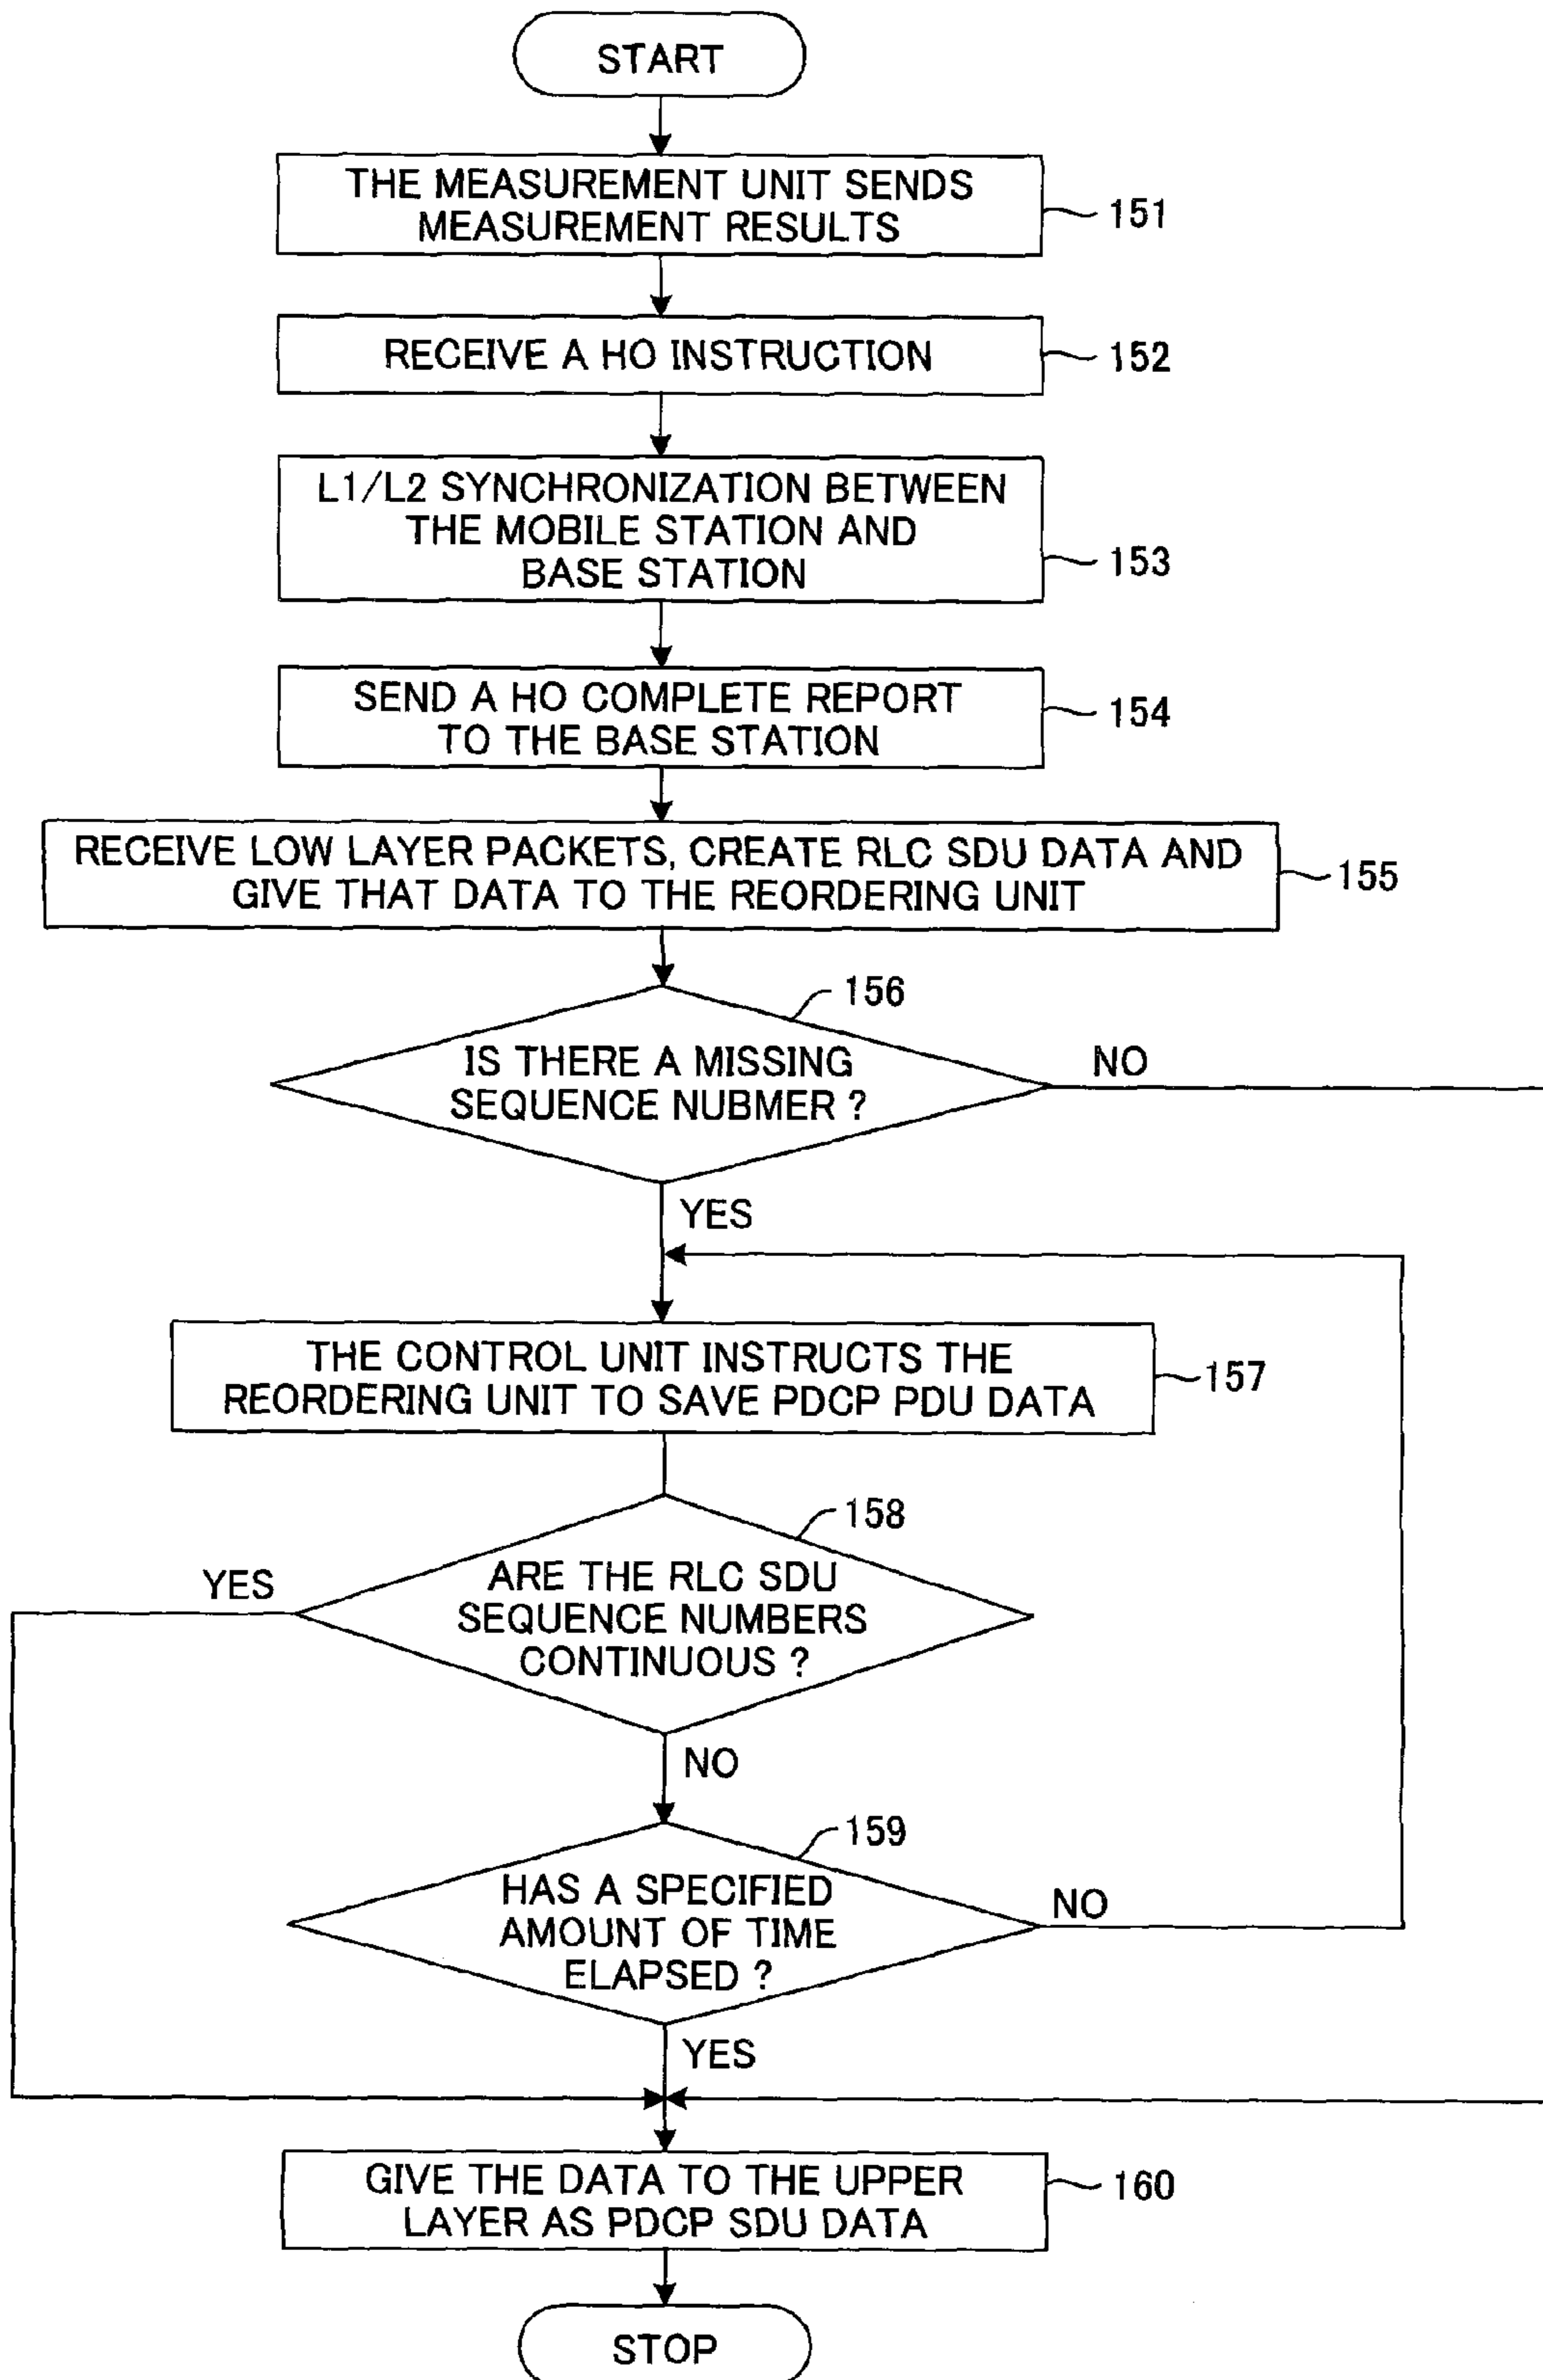 START
THE MEASUREMENT UNIT SENDS
MEASUREMENT RESULTS
151
RECEIVE A HO INSTRUCTION
152
L1/L2 SYNCHRONIZATION BETWEEN
THE MOBILE STATION AND
BASE STATION
153
SEND A HO COMPLETE REPORT
TO THE BASE STATION
154
RECEIVE LOW LAYER PACKETS, CREATE RLC SDU DATA AND
GIVE THAT DATA TO THE REORDERING UNIT
155
156
IS THERE A MISSING
SEQUENCE NUBMER ?
NO
YES
THE CONTROL UNIT INSTRUCTS THE
REORDERING UNIT TO SAVE PDCP PDU DATA
157
158
YES
ARE THE RLC SDU
SEQUENCE NUMBERS
CONTINUOUS ?
NO
159
HAS A SPECIFIED
AMOUNT OF TIME
ELAPSED ?
NO
YES
GIVE THE DATA TO THE UPPER
LAYER AS PDCP SDU DATA
160
STOP